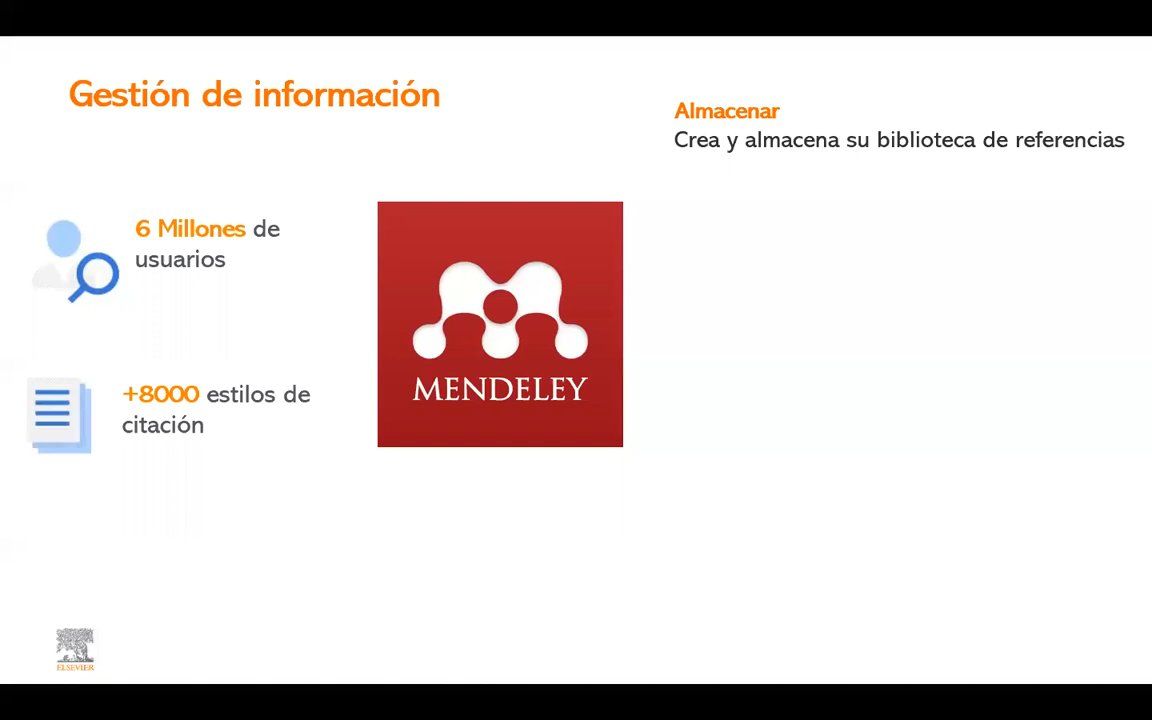 Gestión de información
Almacenar
Crea y almacena su biblioteca de referencias
6 Millones de
usuarios
MENDELEY
+8000 estilos de
citación
ELSEVIER